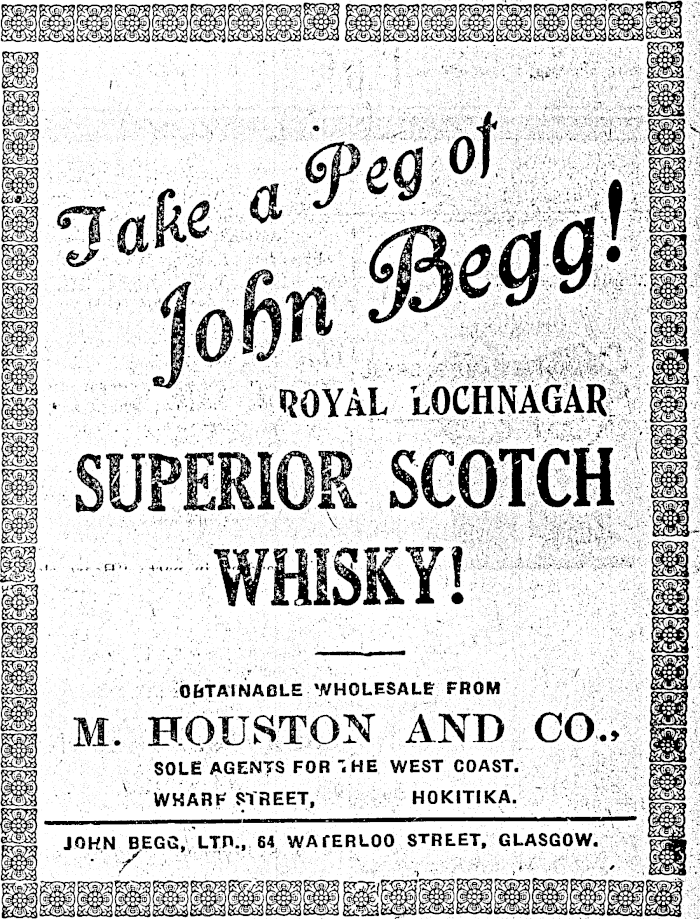 Take a Peg of
John Begg!
ROYAL LOCHNAGAR
SUPERIOR SCOTCH
WHISKY!
OBTAINABLE WHOLESALE FROM
M. HOUSTON AND CO.,
SOLE AGENTS FOR THE WEST COAST.
WHARF STREET, HOKITIKA.
JOHN BEGG, LTD., 64 WATERLOO STREET, GLASGOW.